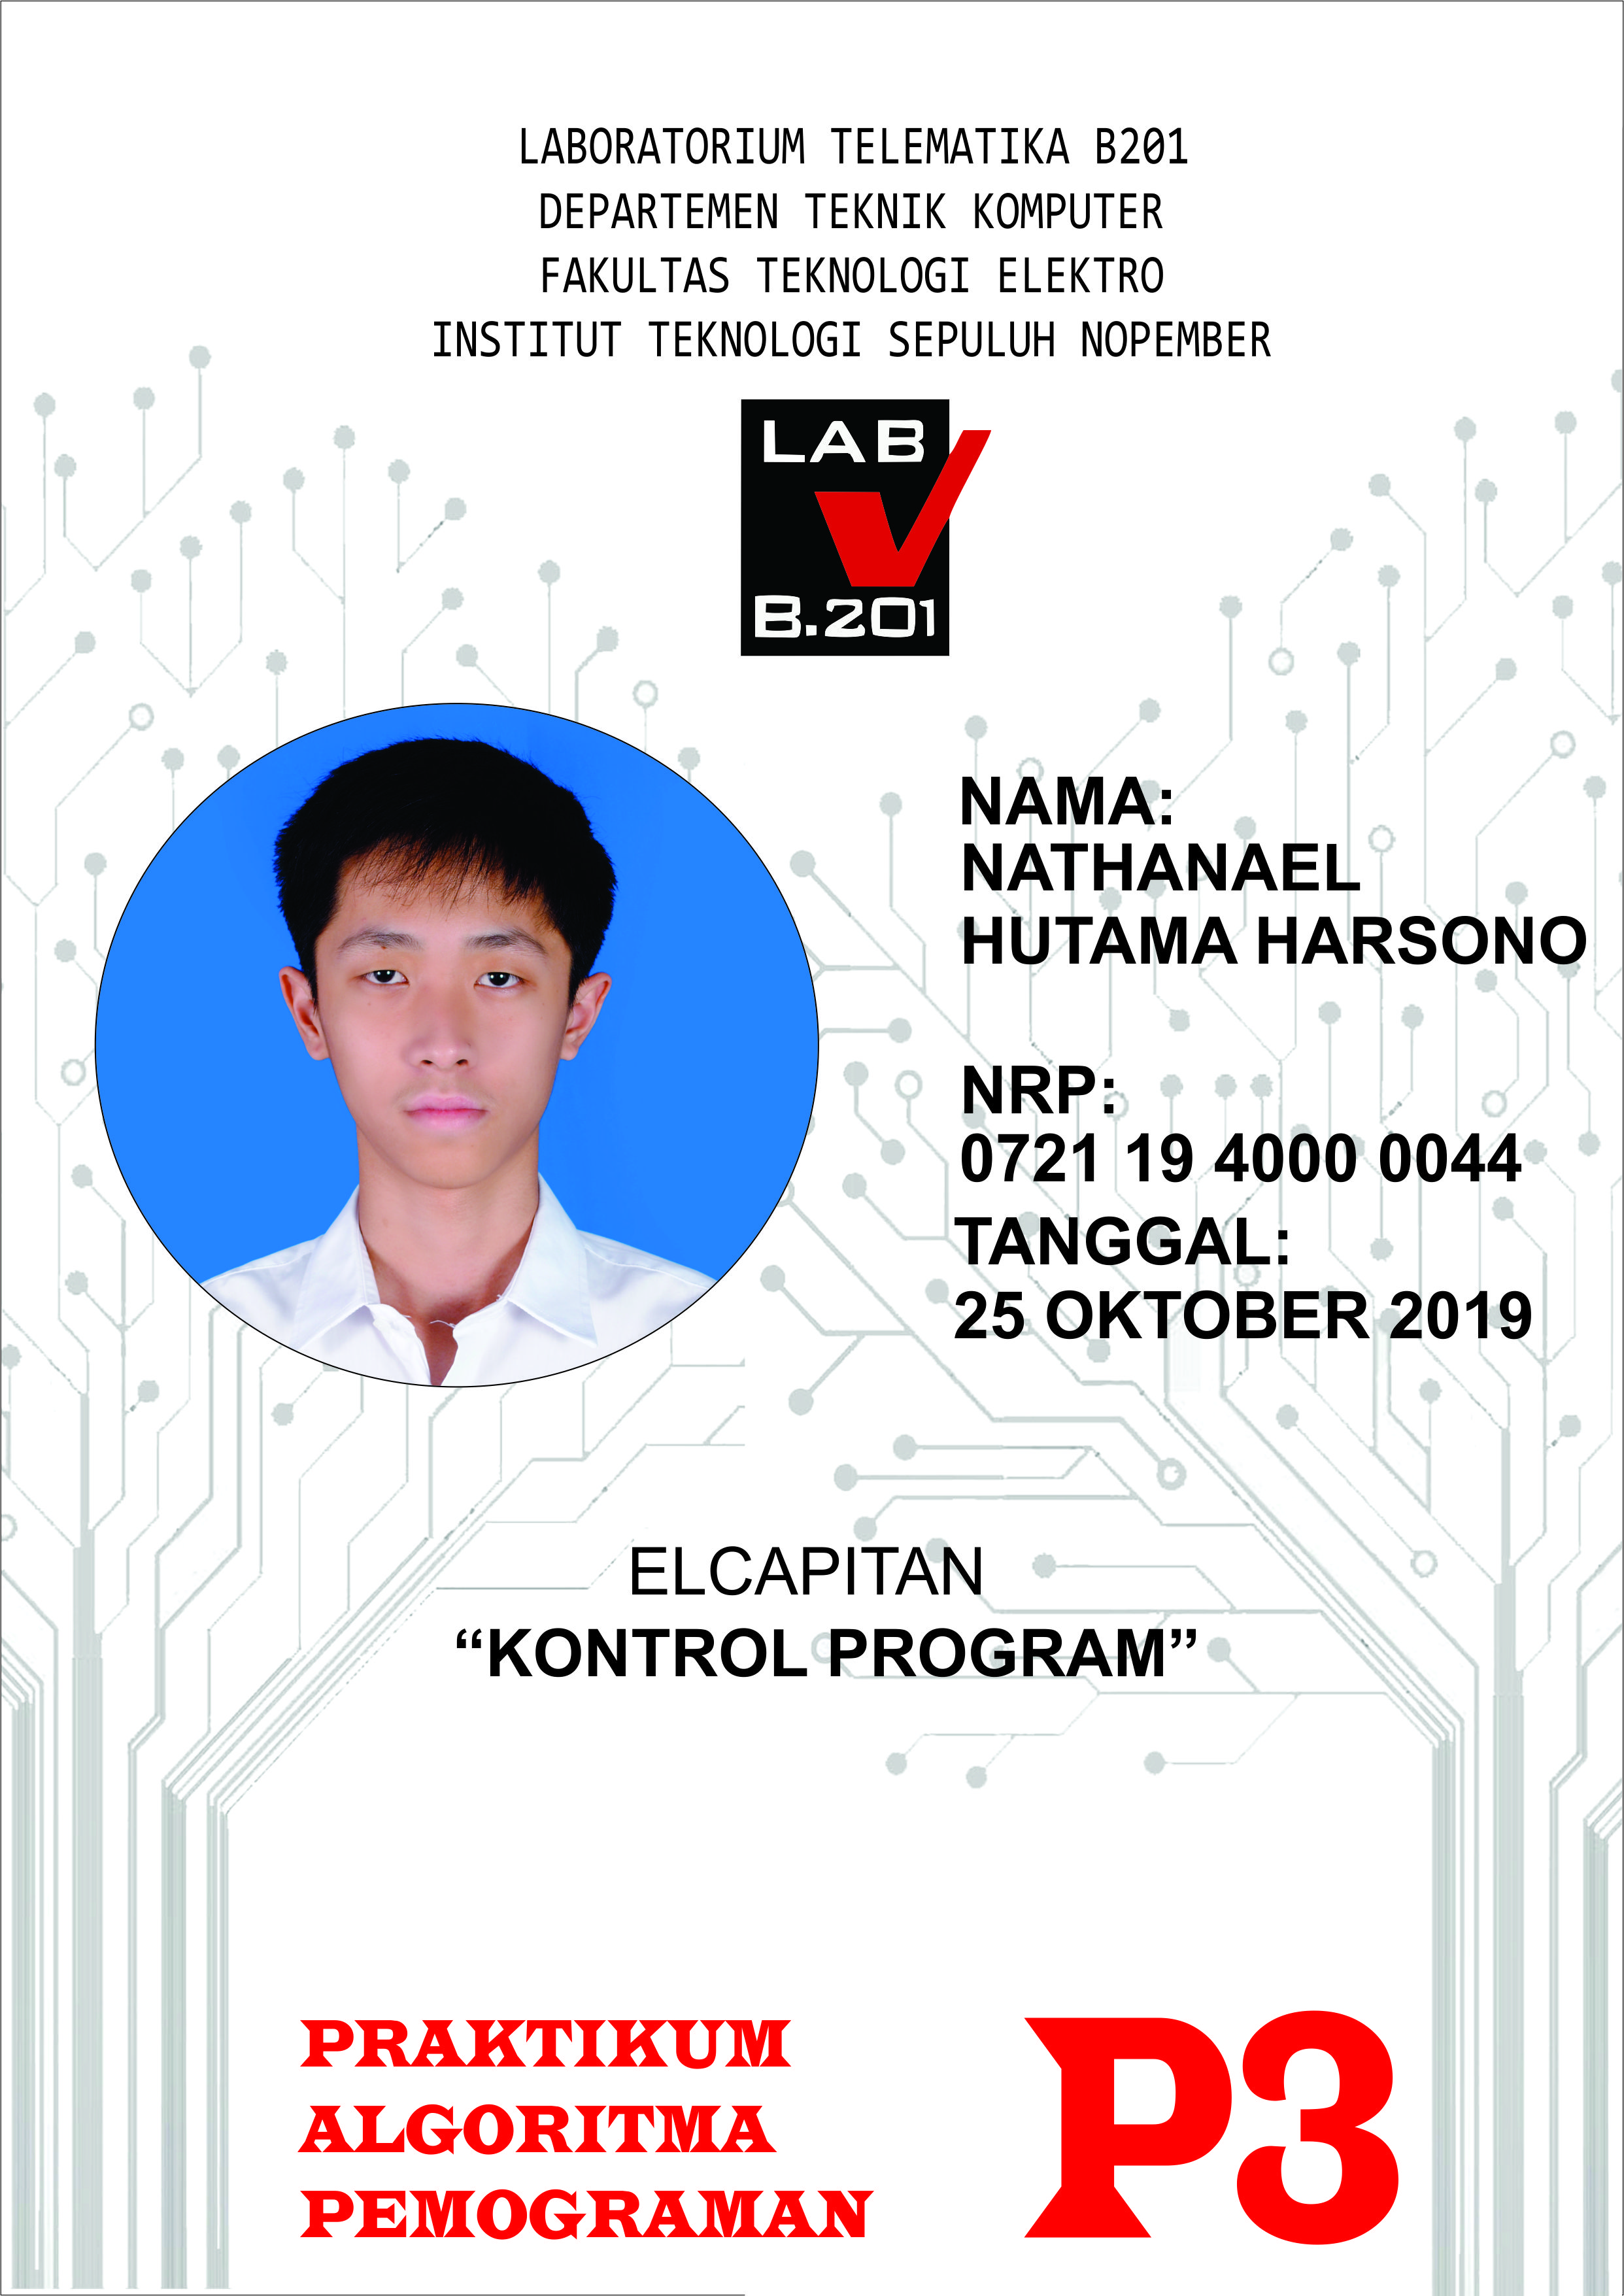 LABORATORIUM TELEMATIKA B201
DEPARTEMEN TEKNIK KOMPUTER
FAKULTAS TEKNOLOGI ELEKTRO
INSTITUT TEKNOLOGI SEPULUH NOPEMBER
LAB
B.201
NAMA:
NATHANAEL
HUTAMA HARSONO
NRP:
0721 19 4000 0044
TANGGAL:
25 OKTOBER 2019
ELCAPITAN
“KONTROL PROGRAM”
PRAKTIKUM
ALGORITMA
PEMOGRAMAN
P3